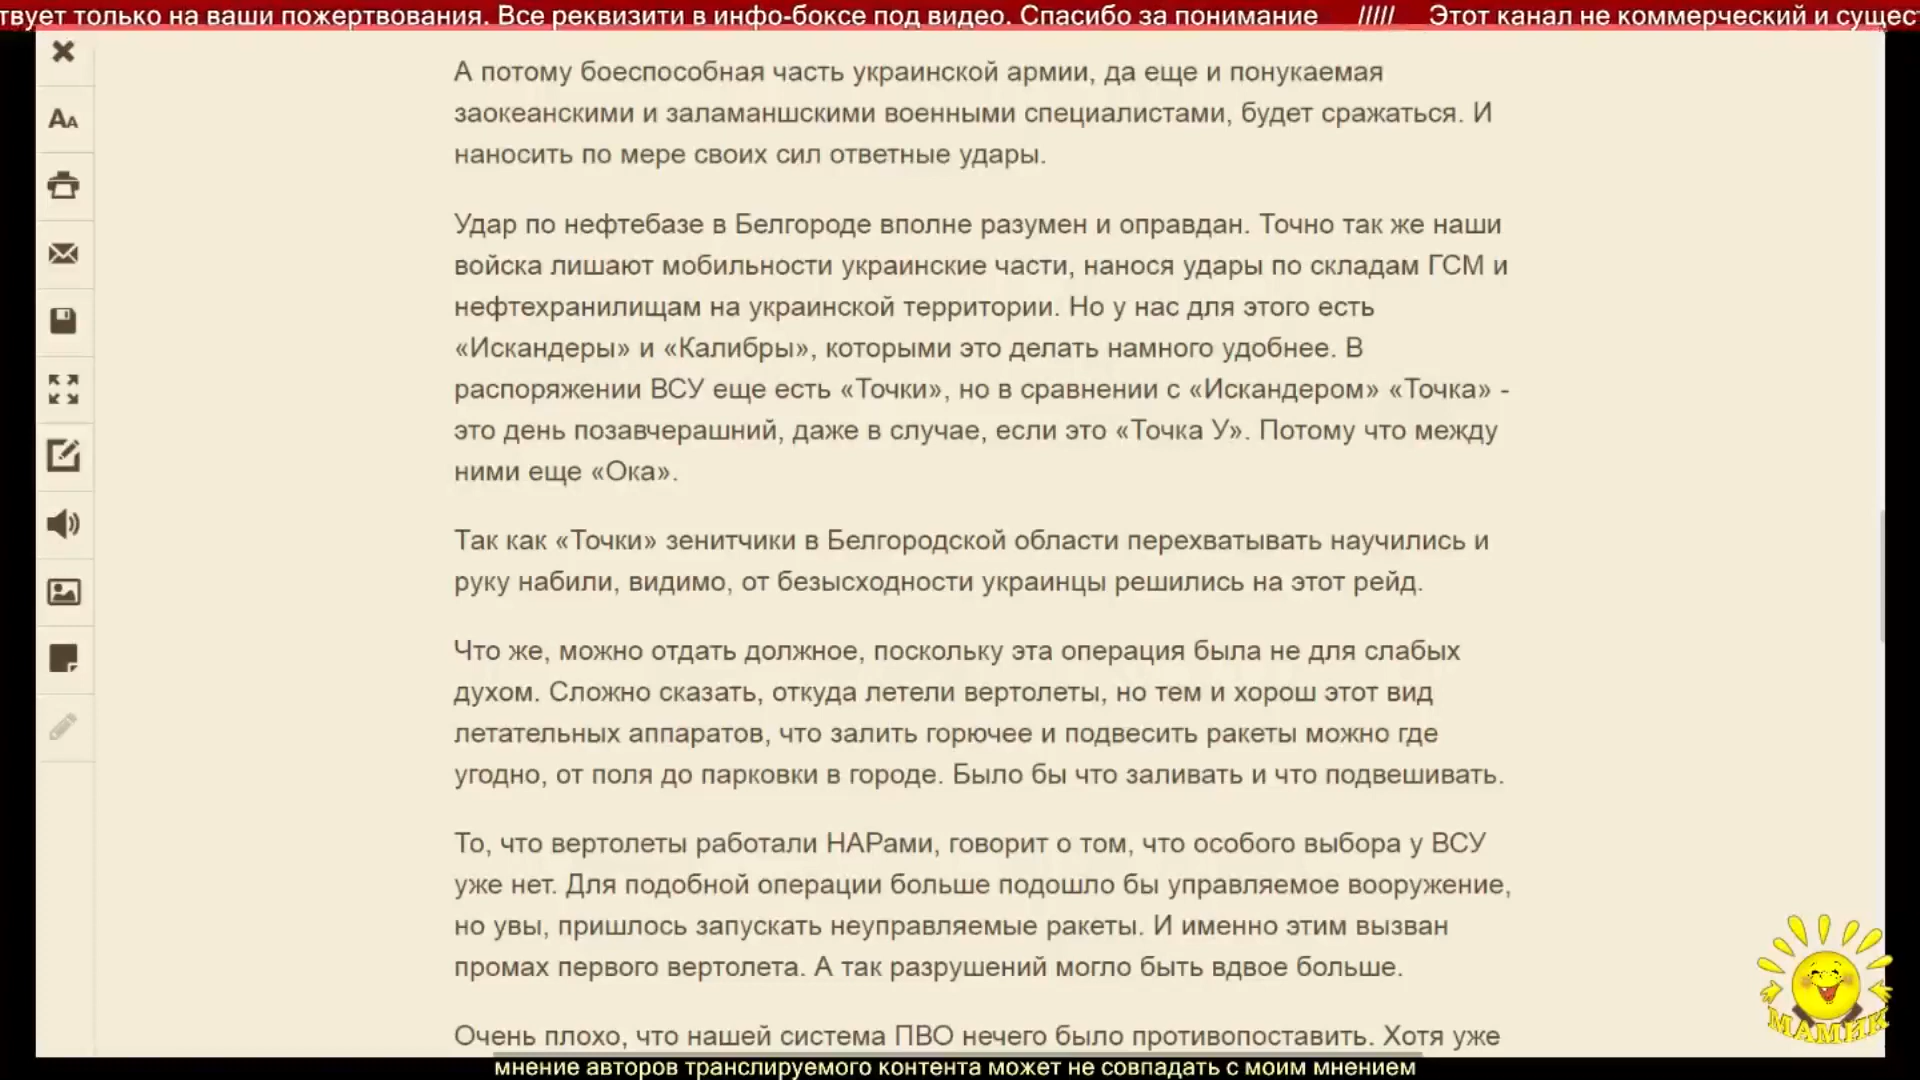 твует только на ваши пожертвования. Все реквизити в инфо-боксе под видео. Спасибо за понимание ///// Этот канал не коммерческий и сущест
А потому боеспособная часть украинской армии, да еще и понукаемая
заокеанскими и заламаншскими военными специалистами, будет сражаться. И
наносить по мере своих сил ответные удары.
Удар по нефтебазе в Белгороде вполне разумен и оправдан. Точно так же наши
войска лишают мобильности украинские части, нанося удары по складам ГСМ и
нефтехранилищам на украинской территории. Но у нас для этого есть
«Искандеры» и «Калибры», которыми это делать намного удобнее. В
распоряжении ВСУ еще есть «Точки», но в сравнении с «Искандером» «Точка» -
это день позавчерашний, даже в случае, если это «Точка У». Потому что между
ними еще «Ока».
Так как «Точки» зенитчики в Белгородской области перехватывать научились и
руку набили, видимо, от безысходности украинцы решились на этот рейд.
Что же, можно отдать должное, поскольку эта операция была не для слабых
духом. Сложно сказать, откуда летели вертолеты, но тем и хорош этот вид
летательных аппаратов, что залить горючее и подвесить ракеты можно где
угодно, от поля до парковки в городе. Было бы что заливать и что подвешивать.
То, что вертолеты работали НАРами, говорит о том, что особого выбора у ВСУ
уже нет. Для подобной операции больше подошло бы управляемое вооружение,
но увы, пришлось запускать неуправляемые ракеты. И именно этим вызван
промах первого вертолета. А так разрушений могло быть вдвое больше.
Очень плохо, что нашей система ПВО нечего было противопоставить. Хотя уже
МАМИК
мнение авторов транслируемого контента может не совпадать с моим мнением